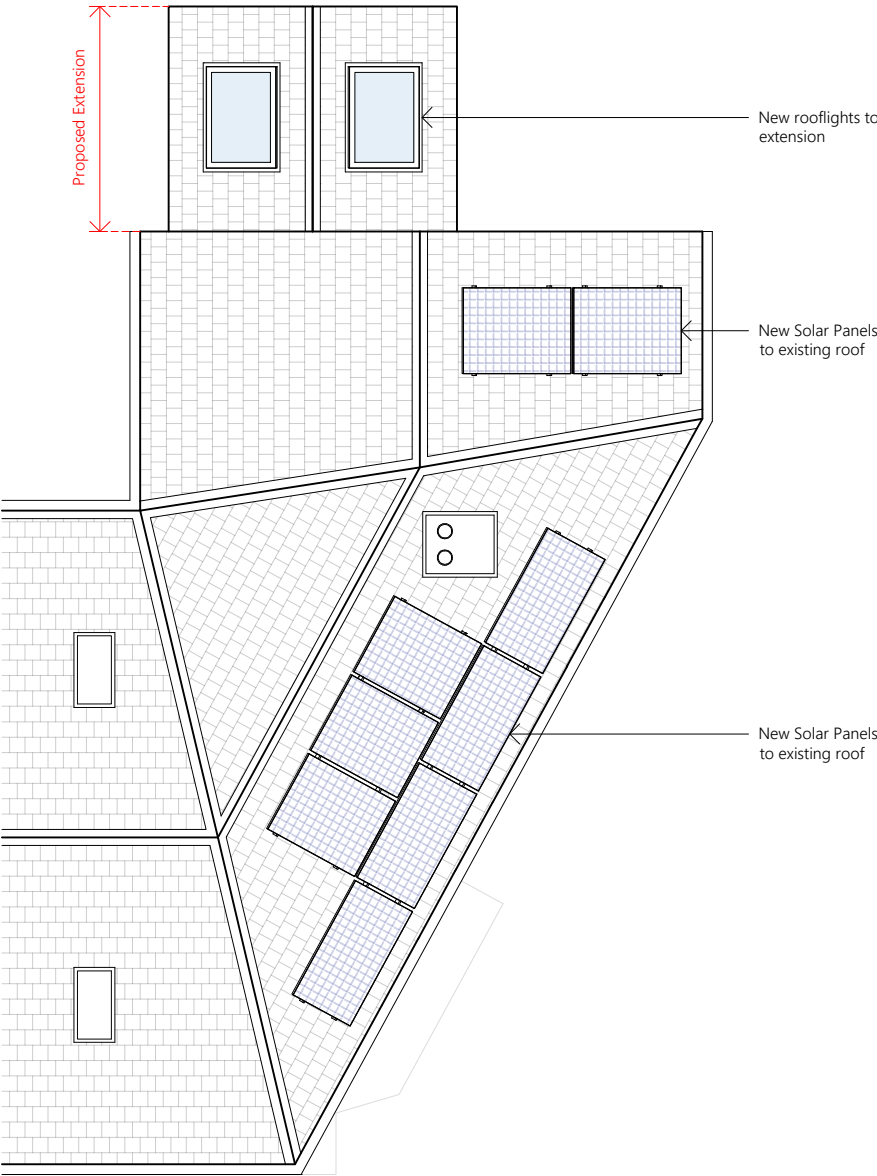 Proposed Extension
New rooflights to
extension
New Solar Panels
to existing roof
New Solar Panels
to existing roof